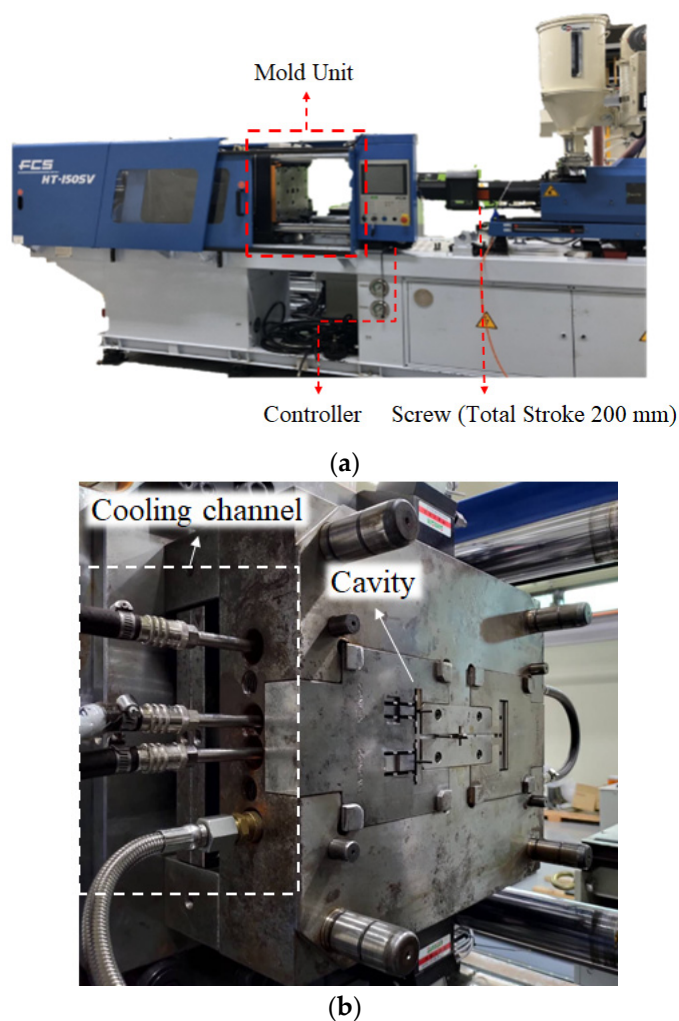 Mold Unit
FCS
HT-150SV
Controller
Screw (Total Stroke 200 mm)
(a)
Cooling channel
Cavity
(b)